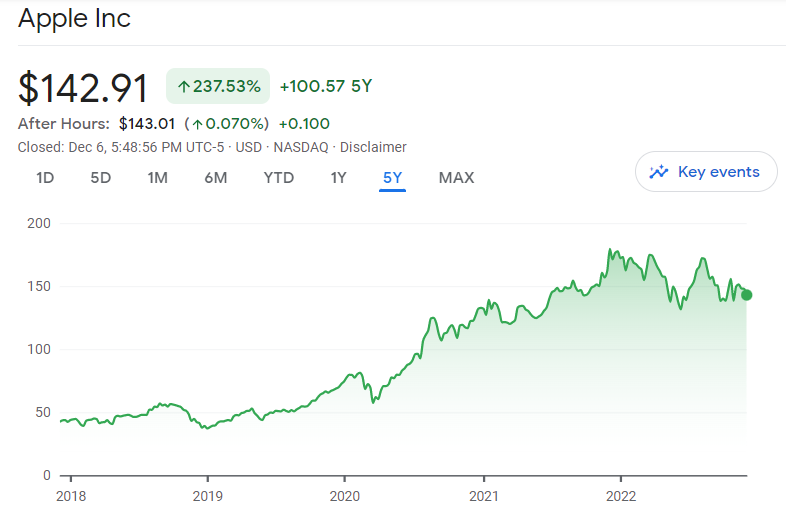 Apple Inc
$142.91 ↑237.53% +100.57 5Y
After Hours: $143.01 (↑0.070%) +0.100
Closed: Dec 6, 5:48:56 PM UTC-5 · USD · NASDAQ · Disclaimer
1D 5D 1M 6M YTD 1Y 5Y MAX
Key events
200
150
100
50
0
2018 2019 2020 2021 2022